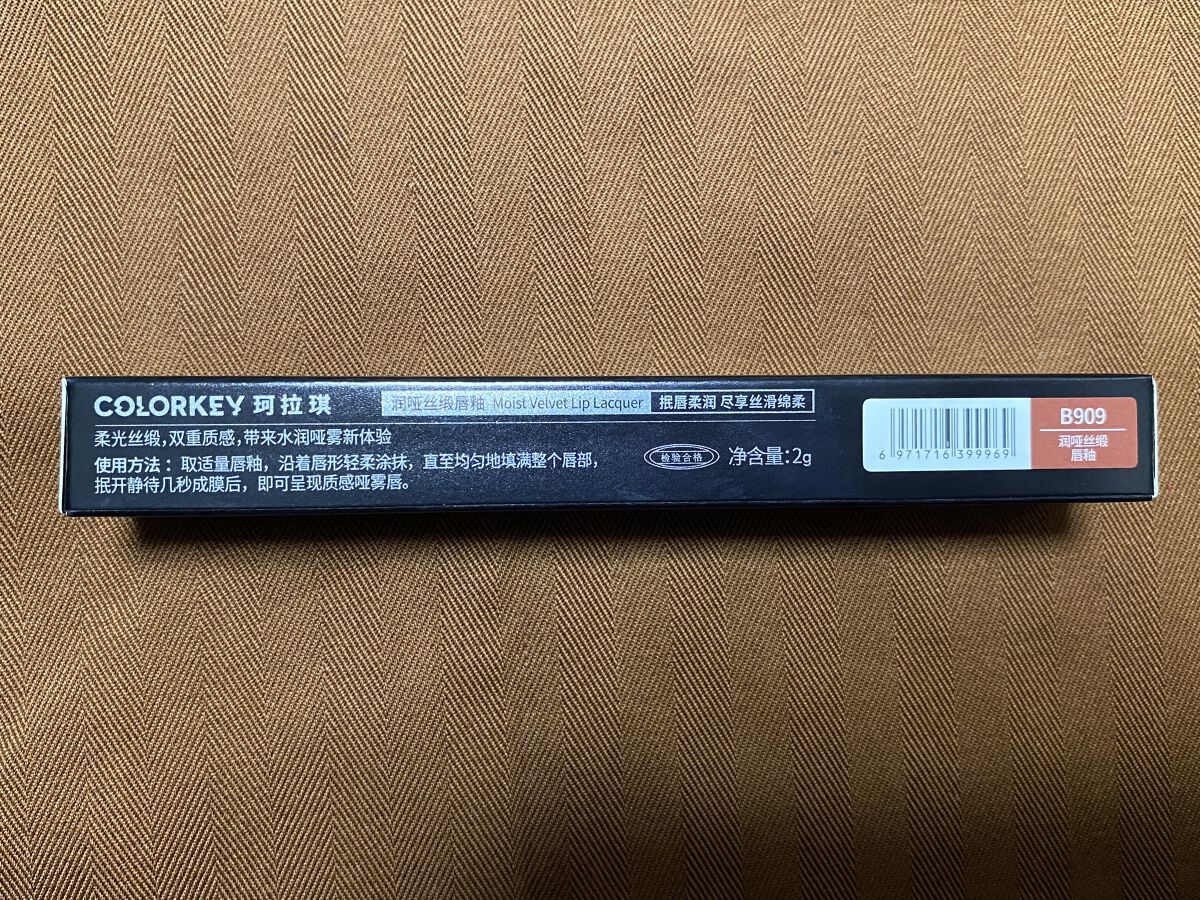 COLORKEY 珂拉琪
润哑丝缎唇釉 Moist Velvet Lip Lacquer 抿唇柔润 尽享丝滑绵柔
柔光丝缎,双重质感,带来水润哑雾新体验
使用方法：取适量唇釉，沿着唇形轻柔涂抹，直至均匀地填满整个唇部，
抿开静待几秒成膜后，即可呈现质感哑雾唇。
检验合格
净含量:2g
6 971716 399969
B909
润哑丝缎
唇釉